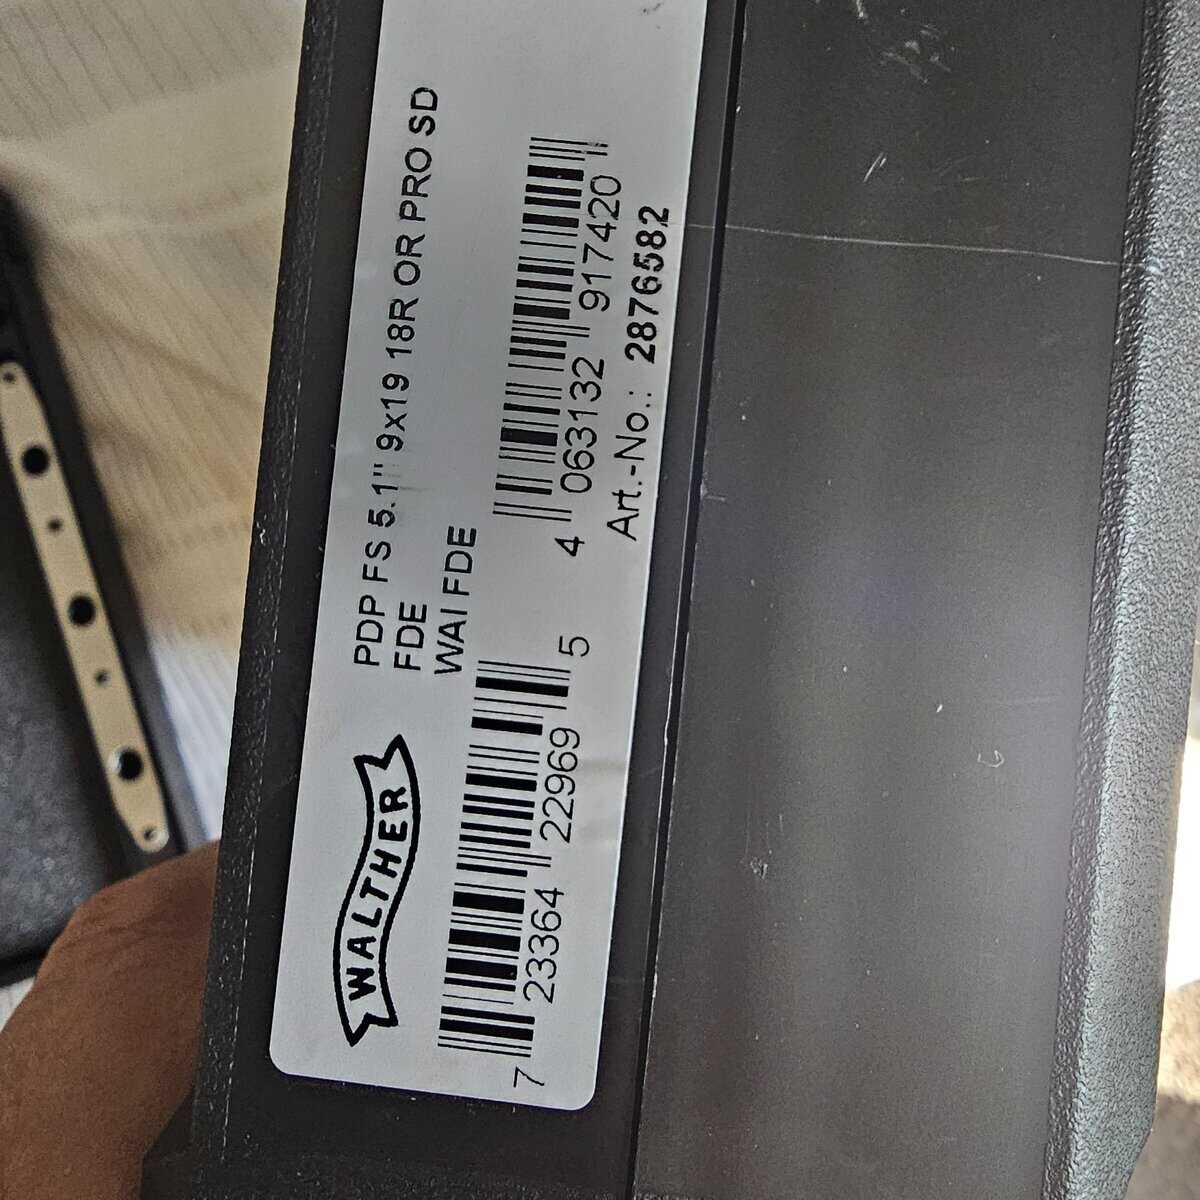 WALTHER
PDP FS 5.1" 9x19 18R OR PRO SD
FDE
WAI FDE
7 23364 22969 5
4 063132 917420
Art.-No.: 2876582